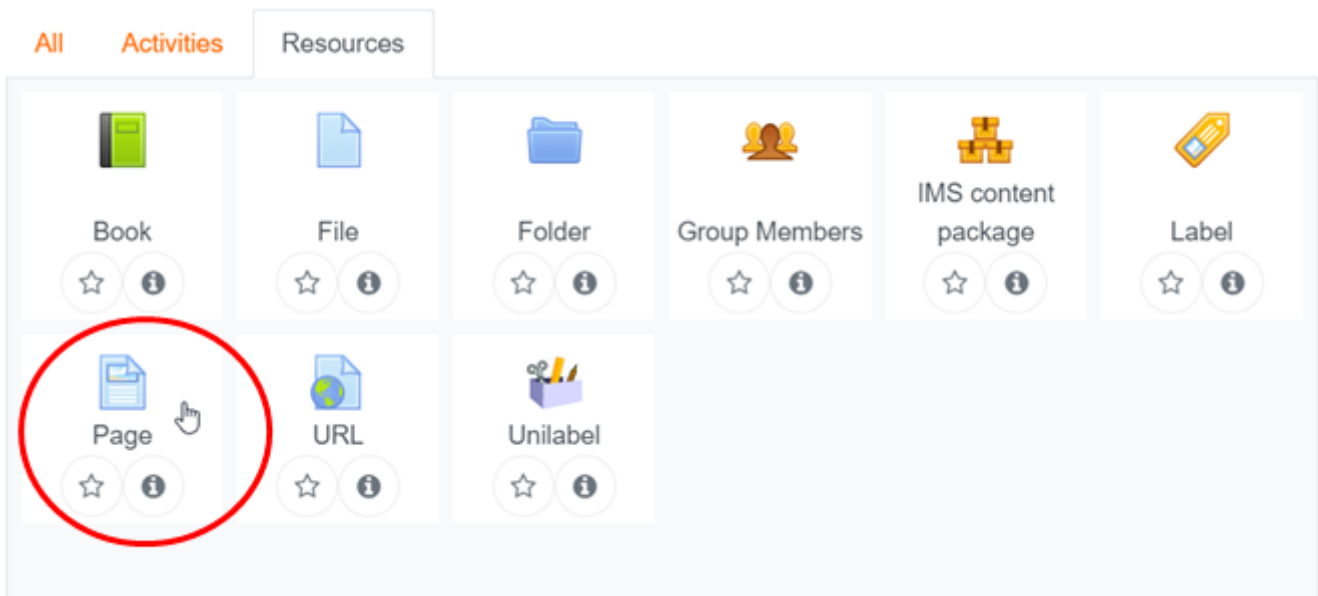 All Activities Resources
Book File Folder Group Members IMS content package Label
Page URL Unilabel